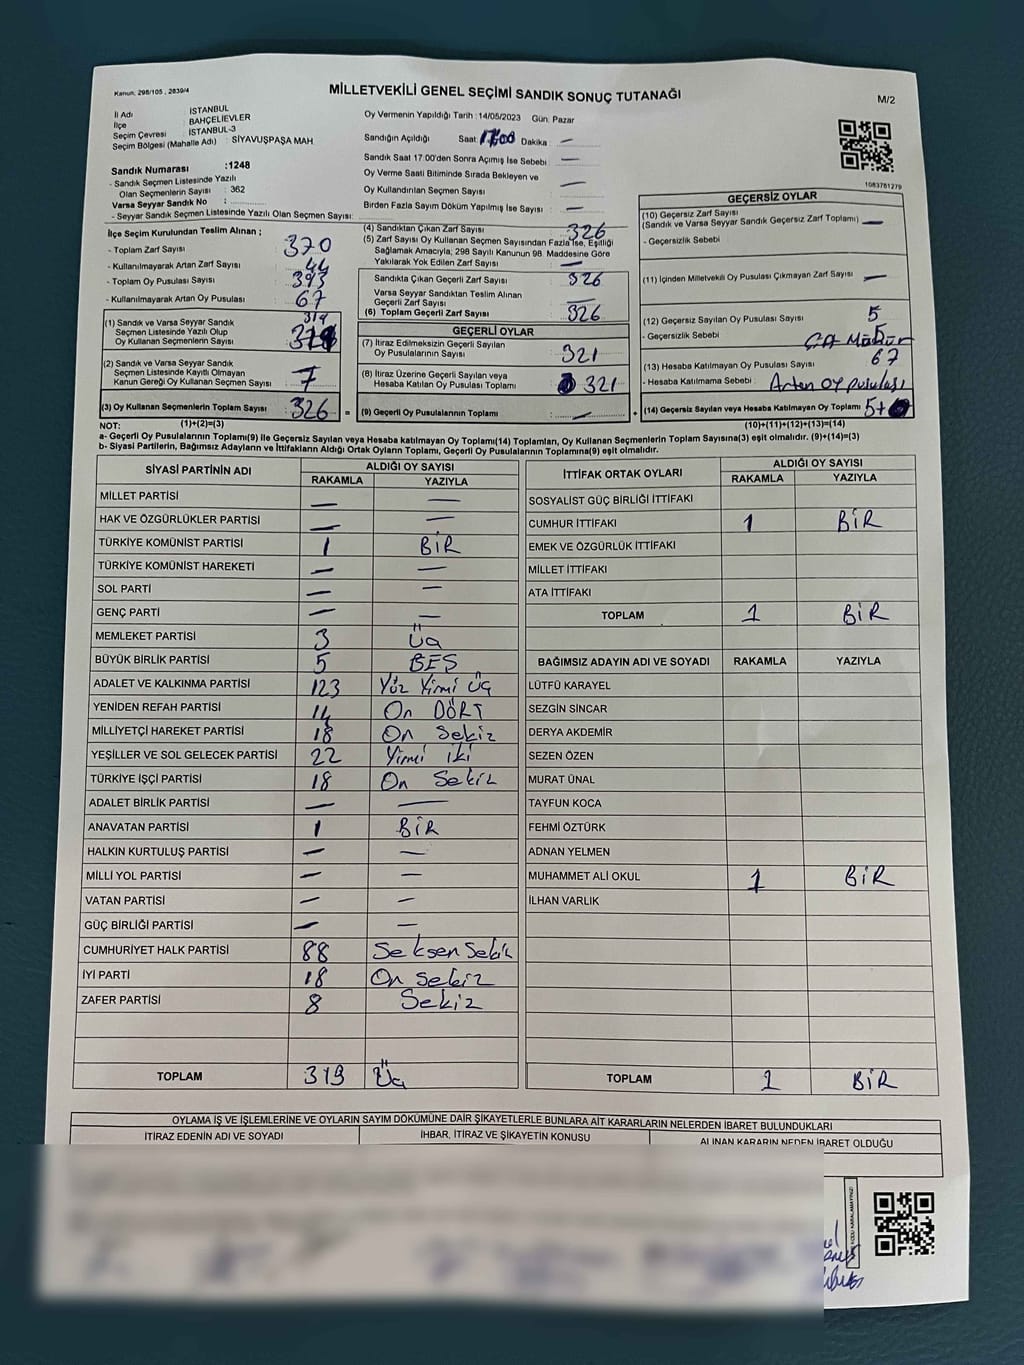 Kanun, 298/105 , 2839/4
MİLLETVEKİLİ GENEL SEÇİMİ SANDIK SONUÇ TUTANAĞI
M/2
İl Adı : İSTANBUL
İlçe : BAHÇELİEVLER
Seçim Çevresi : İSTANBUL-3
Seçim Bölgesi (Mahalle Adı) : SİYAVUŞPAŞA MAH
Sandık Numarası :1248
- Sandık Seçmen Listesinde Yazılı
Olan Seçmenlerin Sayısı : 362
Varsa Seyyar Sandık No :
- Seyyar Sandık Seçmen Listesinde Yazılı Olan Seçmen Sayısı:
Oy Vermenin Yapıldığı Tarih : 14/05/2023 Gün: Pazar
Sandığın Açıldığı Saat: 17:00 Dakika : —
Sandık Saat 17.00'den Sonra Açımış İse Sebebi : —
Oy Verme Saati Bitiminde Sırada Bekleyen ve
Oy Kullandırılan Seçmen Sayısı : —
Birden Fazla Sayım Döküm Yapılmış İse Sayısı : —
1083781279
İlçe Seçim Kurulundan Teslim Alınan ;
- Toplam Zarf Sayısı : 370
- Kullanılmayarak Artan Zarf Sayısı : 44
- Toplam Oy Pusulası Sayısı : 393
- Kullanılmayarak Artan Oy Pusulası : 67
319
(1) Sandık ve Varsa Seyyar Sandık
Seçmen Listesinde Yazılı Olup
Oy Kullanan Seçmenlerin Sayısı :
(2) Sandık ve Varsa Seyyar Sandık
Seçmen Listesinde Kayıtlı Olmayan
Kanun Gereği Oy Kullanan Seçmen Sayısı : 7
(3) Oy Kullanan Seçmenlerin Toplam Sayısı : 326 =
(4) Sandıktan Çıkan Zarf Sayısı : 326
(5) Zarf Sayısı Oy Kullanan Seçmen Sayısından Fazla İse, Eşitliği
Sağlamak Amacıyla; 298 Sayılı Kanunun 98. Maddesine Göre
Yakılarak Yok Edilen Zarf Sayısı : —
Sandıkta Çıkan Geçerli Zarf Sayısı : 326
Varsa Seyyar Sandıktan Teslim Alınan
Geçerli Zarf Sayısı : —
(6) Toplam Geçerli Zarf Sayısı : 326
GEÇERLİ OYLAR
(7) İtiraz Edilmeksizin Geçerli Sayılan
Oy Pusulalarının Sayısı : 321
(8) İtiraz Üzerine Geçerli Sayılan veya
Hesaba Katılan Oy Pusulası Toplamı : 321
(9) Geçerli Oy Pusulalarının Toplamı : — +
GEÇERSİZ OYLAR
(10) Geçersiz Zarf Sayısı
(Sandık ve Varsa Seyyar Sandık Geçersiz Zarf Toplamı) : —
- Geçersizlik Sebebi :
(11) İçinden Milletvekili Oy Pusulası Çıkmayan Zarf Sayısı : —
(12) Geçersiz Sayılan Oy Pusulası Sayısı : 5
- Geçersizlik Sebebi :
(13) Hesaba Katılmayan Oy Pusulası Sayısı : 67
- Hesaba Katılmama Sebebi : Artan oy pusulası
(14) Geçersiz Sayılan veya Hesaba Katılmayan Oy Toplamı : 5+
NOT: (1)+(2)=(3) (10)+(11)+(12)+(13)=(14)
a- Geçerli Oy Pusulalarının Toplamı(9) ile Geçersiz Sayılan veya Hesaba katılmayan Oy Toplamı(14) Toplamları, Oy Kullanan Seçmenlerin Toplam Sayısına(3) eşit olmalıdır. (9)+(14)=(3)
b- Siyasi Partilerin, Bağımsız Adayların ve İttifakların Aldığı Ortak Oyların Toplamı, Geçerli Oy Pusulalarının Toplamına(9) eşit olmalıdır.
SİYASİ PARTİNİN ADI ALDIĞI OY SAYISI
RAKAMLA YAZIYLA
MİLLET PARTİSİ — —
HAK VE ÖZGÜRLÜKLER PARTİSİ — —
TÜRKİYE KOMÜNİST PARTİSİ 1 BİR
TÜRKİYE KOMÜNİST HAREKETİ — —
SOL PARTİ — —
GENÇ PARTİ — —
MEMLEKET PARTİSİ 3 Üç
BÜYÜK BİRLİK PARTİSİ 5 BES
ADALET VE KALKINMA PARTİSİ 123 Yüz Yirmi Üç
YENİDEN REFAH PARTİSİ 14 On DÖRT
MİLLİYETÇİ HAREKET PARTİSİ 18 On Sekiz
YEŞİLLER VE SOL GELECEK PARTİSİ 22 Yirmi iki
TÜRKİYE İŞÇİ PARTİSİ 18 On Sekiz
ADALET BİRLİK PARTİSİ — —
ANAVATAN PARTİSİ 1 BİR
HALKIN KURTULUŞ PARTİSİ — —
MİLLİ YOL PARTİSİ — —
VATAN PARTİSİ — —
GÜÇ BİRLİĞİ PARTİSİ — —
CUMHURİYET HALK PARTİSİ 88 Seksen Sekiz
İYİ PARTİ 18 On Sekiz
ZAFER PARTİSİ 8 Sekiz
TOPLAM 319 Üç
İTTİFAK ORTAK OYLARI ALDIĞI OY SAYISI
RAKAMLA YAZIYLA
SOSYALİST GÜÇ BİRLİĞİ İTTİFAKI
CUMHUR İTTİFAKI 1 BİR
EMEK VE ÖZGÜRLÜK İTTİFAKI
MİLLET İTTİFAKI
ATA İTTİFAKI
TOPLAM 1 BİR
BAĞIMSIZ ADAYIN ADI VE SOYADI RAKAMLA YAZIYLA
LÜTFÜ KARAYEL
SEZGİN SİNCAR
DERYA AKDEMİR
SEZEN ÖZEN
MURAT ÜNAL
TAYFUN KOCA
FEHMİ ÖZTÜRK
ADNAN YELMEN
MUHAMMET ALİ OKUL 1 BİR
İLHAN VARLIK
TOPLAM 1 BİR
OYLAMA İŞ VE İŞLEMLERİNE VE OYLARIN SAYIM DÖKÜMÜNE DAİR ŞİKAYETLERLE BUNLARA AİT KARARLARIN NELERDEN İBARET BULUNDUKLARI
İTİRAZ EDENİN ADI VE SOYADI İHBAR, İTİRAZ VE ŞİKAYETİN KONUSU ALINAN KARARIN NEDEN İBARET OLDUĞU